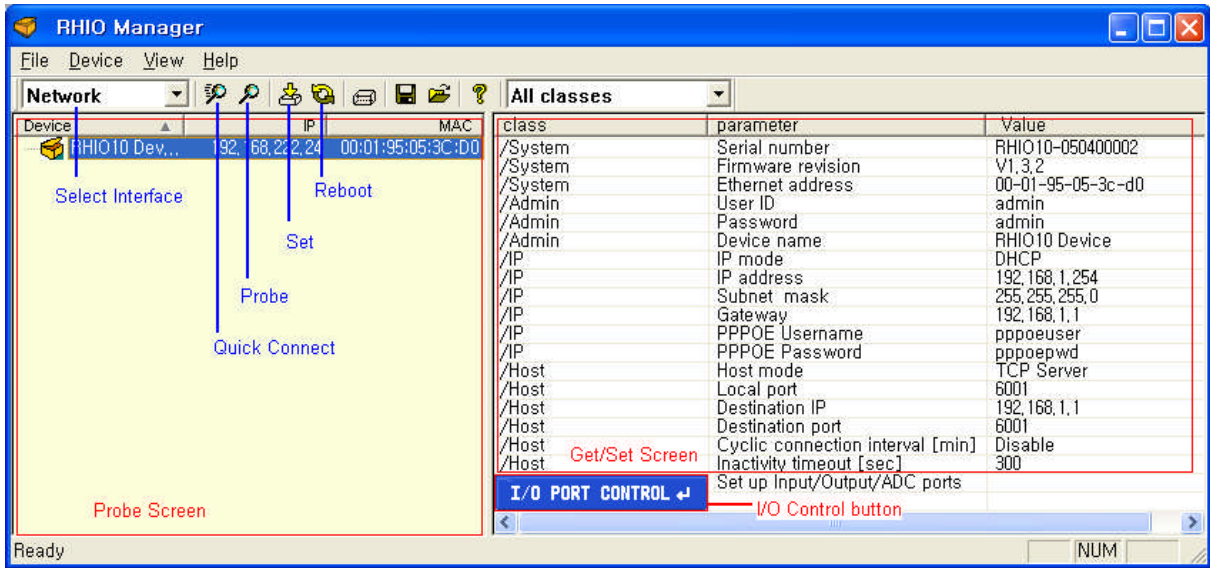 RHIO Manager
File Device View Help
Network All classes
Device IP MAC
RHIO10 Dev,,, 192,168,222,24 00:01:95:05:3C:D0
Select Interface
Reboot
Set
Probe
Quick Connect
Probe Screen
class parameter Value
/System Serial number RHIO10-050400002
/System Firmware revision V1,3,2
/System Ethernet address 00-01-95-05-3c-d0
/Admin User ID admin
/Admin Password admin
/Admin Device name RHIO10 Device
/IP IP mode DHCP
/IP IP address 192,168,1,254
/IP Subnet mask 255,255,255,0
/IP Gateway 192,168,1,1
/IP PPPOE Username pppoeuser
/IP PPPOE Password pppoepwd
/Host Host mode TCP Server
/Host Local port 6001
/Host Destination IP 192,168,1,1
/Host Destination port 6001
/Host Cyclic connection interval [min] Disable
/Host Inactivity timeout [sec] 300
Get/Set Screen
I/O PORT CONTROL ↵ Set up Input/Output/ADC ports
I/O Control button
Ready NUM